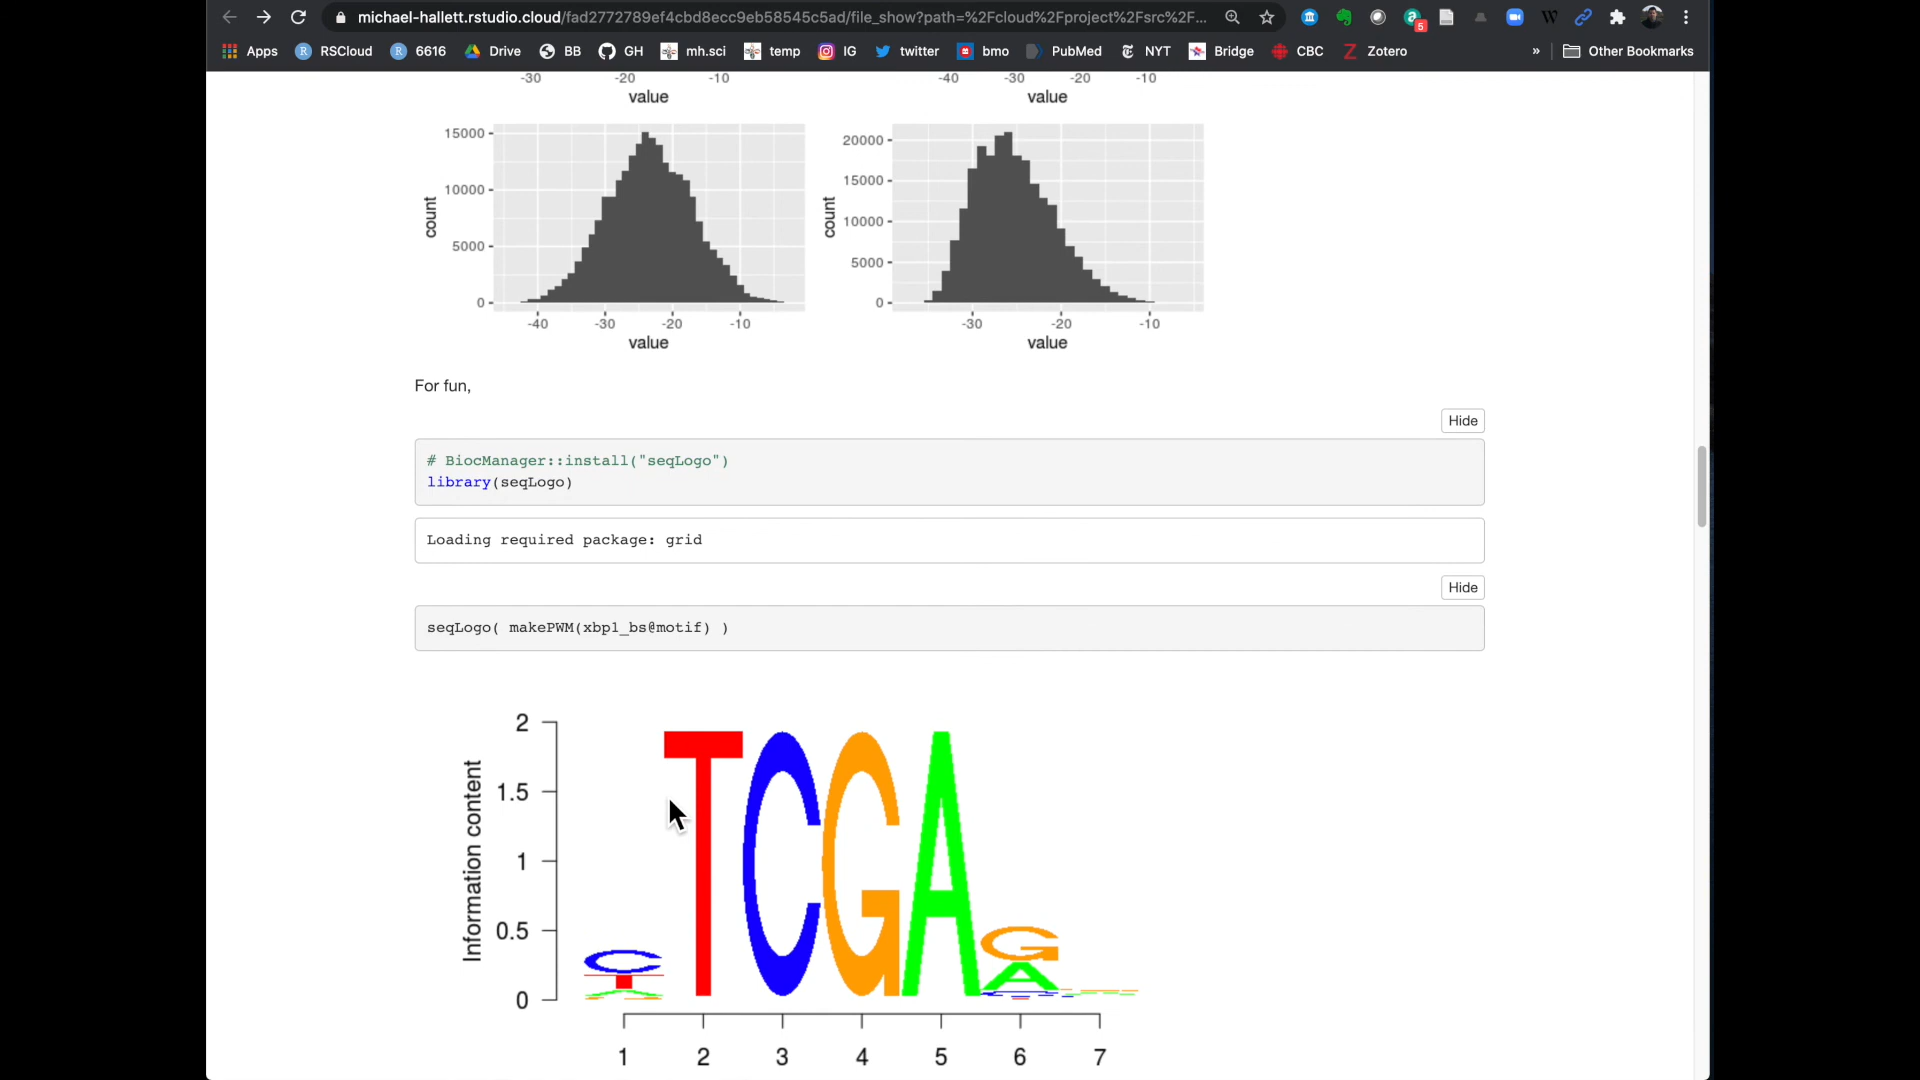 michael-hallett.rstudio.cloud/fad2772789ef4cbd8ecc9eb58545c5ad/file_show?path=%2Fcloud%2Fproject%2Fsrc%2F...
5
Apps RSCloud 6616 Drive BB GH mh.sci temp IG twitter bmo PubMed NYT Bridge CBC Zotero » Other Bookmarks
-30 -20 -10 -40 -30 -20 -10
value value
15000 10000 5000 0
count
-40 -30 -20 -10
value
20000 15000 10000 5000 0
count
-30 -20 -10
value
For fun,
Hide
# BiocManager::install("seqLogo")
library(seqLogo)
Loading required package: grid
Hide
seqLogo( makePWM(xbp1_bs@motif) )
2
1.5
1
0.5
0
Information content
C T A T C G A G A
1 2 3 4 5 6 7